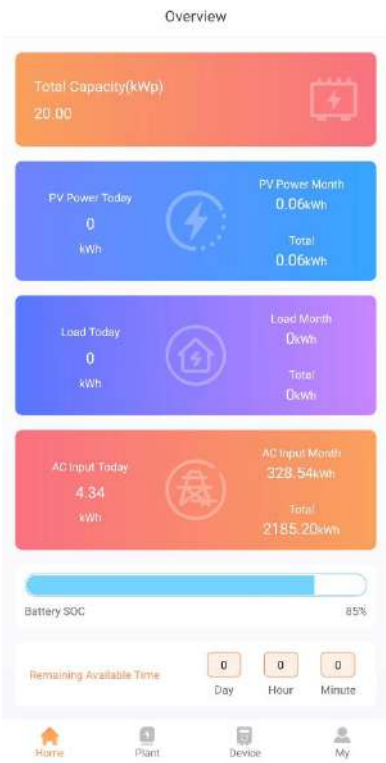 Overview
Total Capacity(kWp)
20.00
PV Power Today
0
kWh
PV Power Month
0.06kWh
Total
0.06kWh
Load Today
0
kWh
Load Month
0kWh
Total
0kWh
AC Input Today
4.34
kWh
AC Input Month
328.54kWh
Total
2185.20kWh
Battery SOC 85%
Remaining Available Time
0 0 0
Day Hour Minute
Home Plant Device My